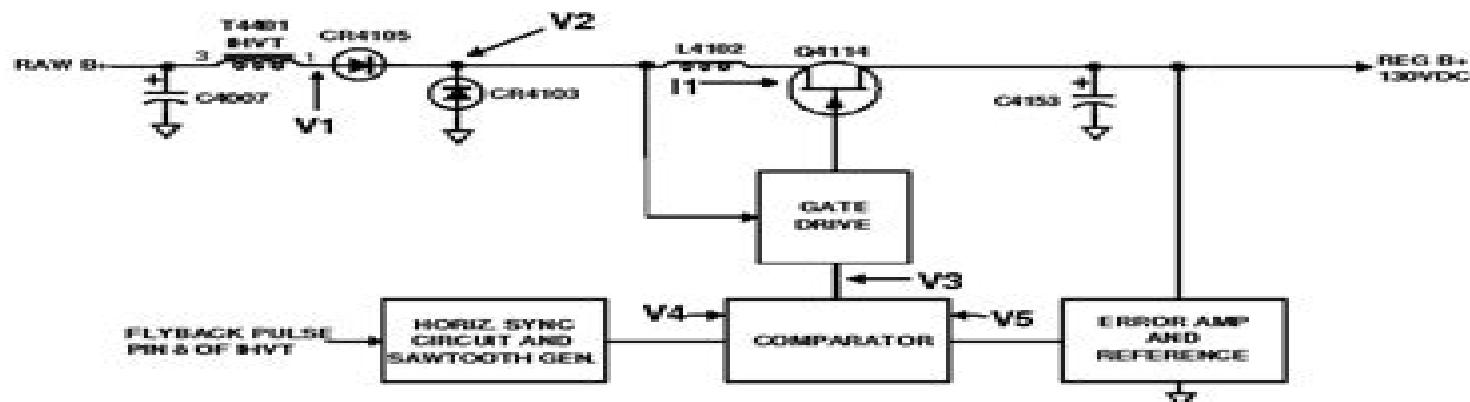 V2
T4401
IHVT
CR4105
L4102
Q4114
RAW B+
3
1
REG B+
130VDC
+
C4007
CR4103
I1
+
C4153
V1
GATE
DRIVE
V3
V4
V5
FLYBACK PULSE
PIN 8 OF IHVT
HORIZ. SYNC
CIRCUIT AND
SAWTOOTH GEN.
COMPARATOR
ERROR AMP
AND
REFERENCE